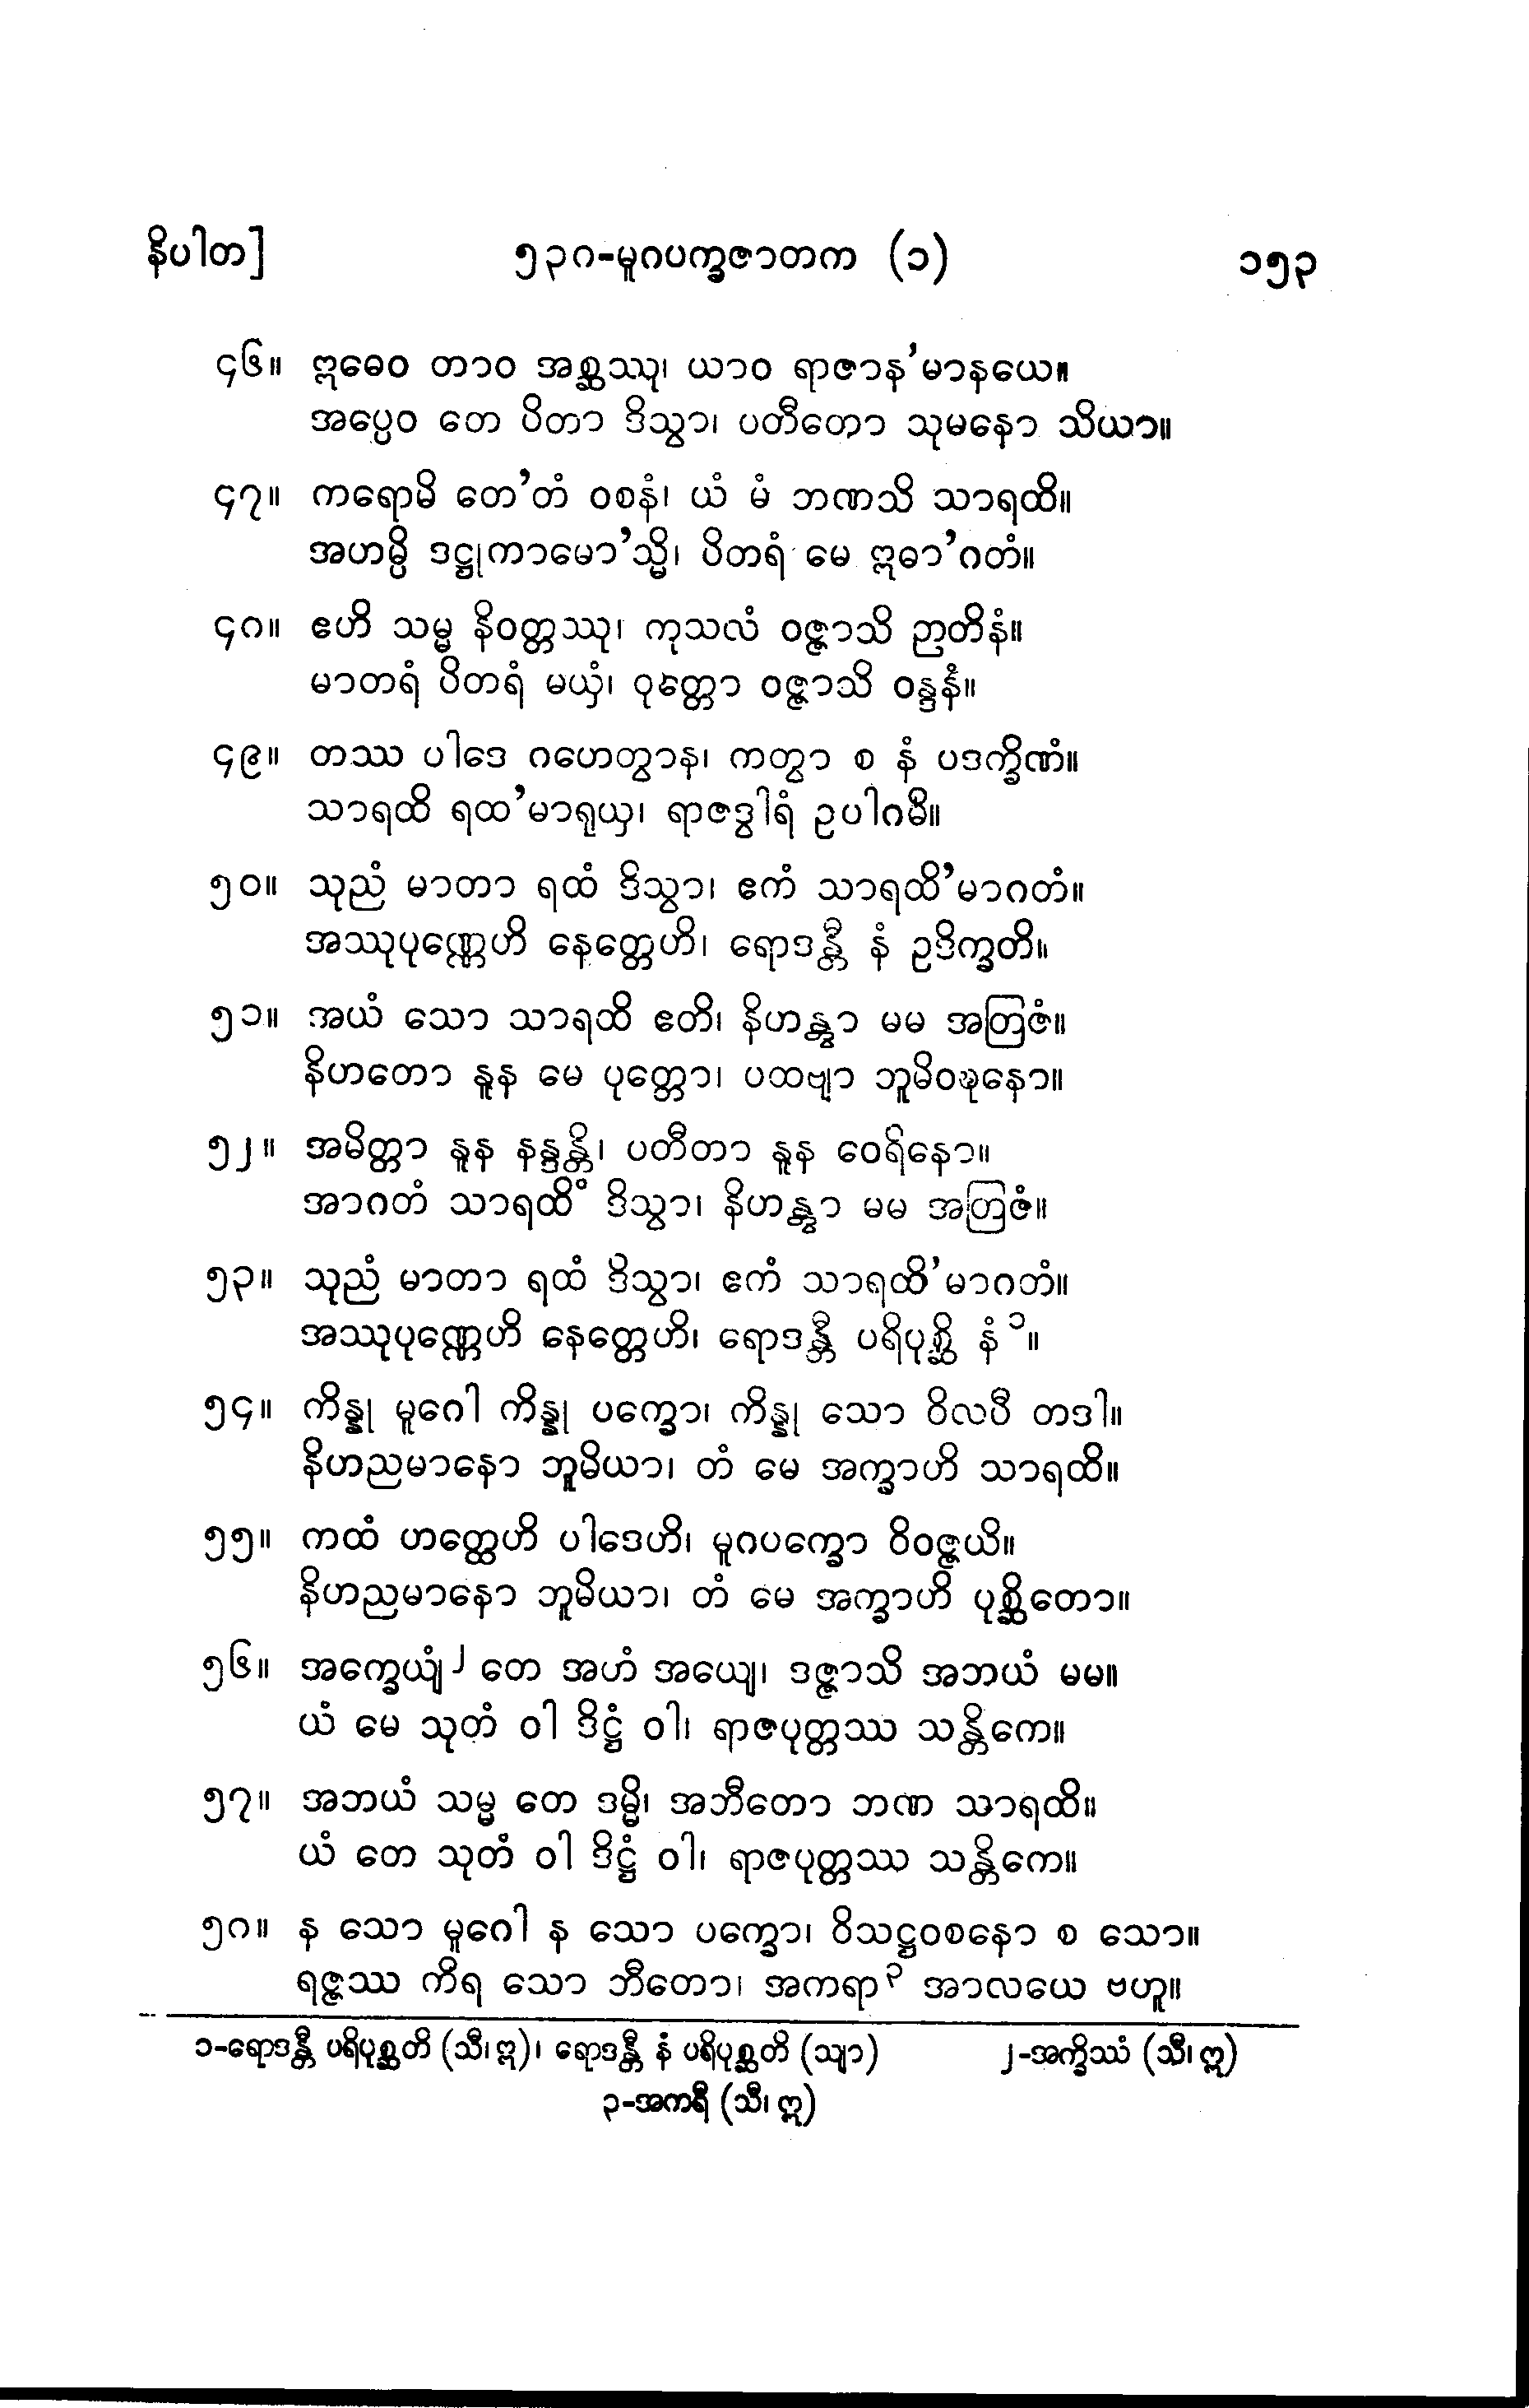 နိပါတ] ၅၃၈-မူဂပက္ခဇာတက (၁) ၁၅၃
၄၆။ ဣဓေဝ တာဝ အစ္ဆဿု၊ ယာဝ ရာဇာန’မာနယေ။
အပ္ပေဝ တေ ပိတာ ဒိသွာ၊ ပတီတော သုမနော သိယာ။
၄၇။ ကရောမိ တေ’တံ ဝစနံ၊ ယံ မံ ဘဏသိ သာရထိ။
အဟမ္ပိ ဒဋ္ဌုကာမော’သ္မိ၊ ပိတရံ မေ ဣဓာ’ဂတံ။
၄၈။ ဧဟိ သမ္မ နိဝတ္တဿု၊ ကုသလံ ဝဇ္ဇာသိ ဉာတိနံ။
မာတရံ ပိတရံ မယှံ၊ ဝုတ္တော ဝဇ္ဇာသိ ဝန္ဒနံ။
၄၉။ တဿ ပါဒေ ဂဟေတွာန၊ ကတွာ စ နံ ပဒက္ခိဏံ။
သာရထိ ရထ’မာရုယှ၊ ရာဇဒွါရံ ဥပါဂမိ။
၅၀။ သုညံ မာတာ ရထံ ဒိသွာ၊ ဧကံ သာရထိ’မာဂတံ။
အဿုပုဏ္ဏေဟိ နေတ္တေဟိ၊ ရောဒန္တီ နံ ဥဒိက္ခတိ။
၅၁။ အယံ သော သာရထိ ဧတိ၊ နိဟန္တွာ မမ အတြဇံ။
နိဟတော နူန မေ ပုတ္တော၊ ပထဗျာ ဘူမိဝဍ္ဎနော။
၅၂။ အမိတ္တာ နူန နန္ဒန္တိ၊ ပတီတာ နူန ဝေရိနော။
အာဂတံ သာရထိံ ဒိသွာ၊ နိဟန္တွာ မမ အတြဇံ။
၅၃။ သုညံ မာတာ ရထံ ဒိသွာ၊ ဧကံ သာရထိ’မာဂတံ။
အဿုပုဏ္ဏေဟိ နေတ္တေဟိ၊ ရောဒန္တီ ပရိပုစ္ဆိ နံ ၁။
၅၄။ ကိန္နု မူဂေါ ကိန္နု ပက္ခော၊ ကိန္နု သော ဝိလပီ တဒါ။
နိဟညမာနော ဘူမိယာ၊ တံ မေ အက္ခာဟိ သာရထိ။
၅၅။ ကထံ ဟတ္ထေဟိ ပါဒေဟိ၊ မူဂပက္ခော ဝိဝဇ္ဇယိ။
နိဟညမာနော ဘူမိယာ၊ တံ မေ အက္ခာဟိ ပုစ္ဆိတော။
၅၆။ အက္ခေယျံ ၂ တေ အဟံ အယျေ၊ ဒဇ္ဇာသိ အဘယံ မမ။
ယံ မေ သုတံ ဝါ ဒိဋ္ဌံ ဝါ၊ ရာဇပုတ္တဿ သန္တိကေ။
၅၇။ အဘယံ သမ္မ တေ ဒမ္မိ၊ အဘီတော ဘဏ သာရထိ။
ယံ တေ သုတံ ဝါ ဒိဋ္ဌံ ဝါ၊ ရာဇပုတ္တဿ သန္တိကေ။
၅၈။ န သော မူဂေါ န သော ပက္ခော၊ ဝိသဋ္ဌဝစနော စ သော။
ရဇ္ဇဿ ကိရ သော ဘီတော၊ အကရာ ၃ အာလယေ ဗဟူ။
၁-ရောဒန္တီ ပရိပုစ္ဆတိ (သီ၊ ဣ)၊ ရောဒန္တီ နံ ပရိပုစ္ဆတိ (သျာ) ၂-အက္ခိဿံ (သီ၊ ဣ)
၃-အကရီ (သီ၊ ဣ)